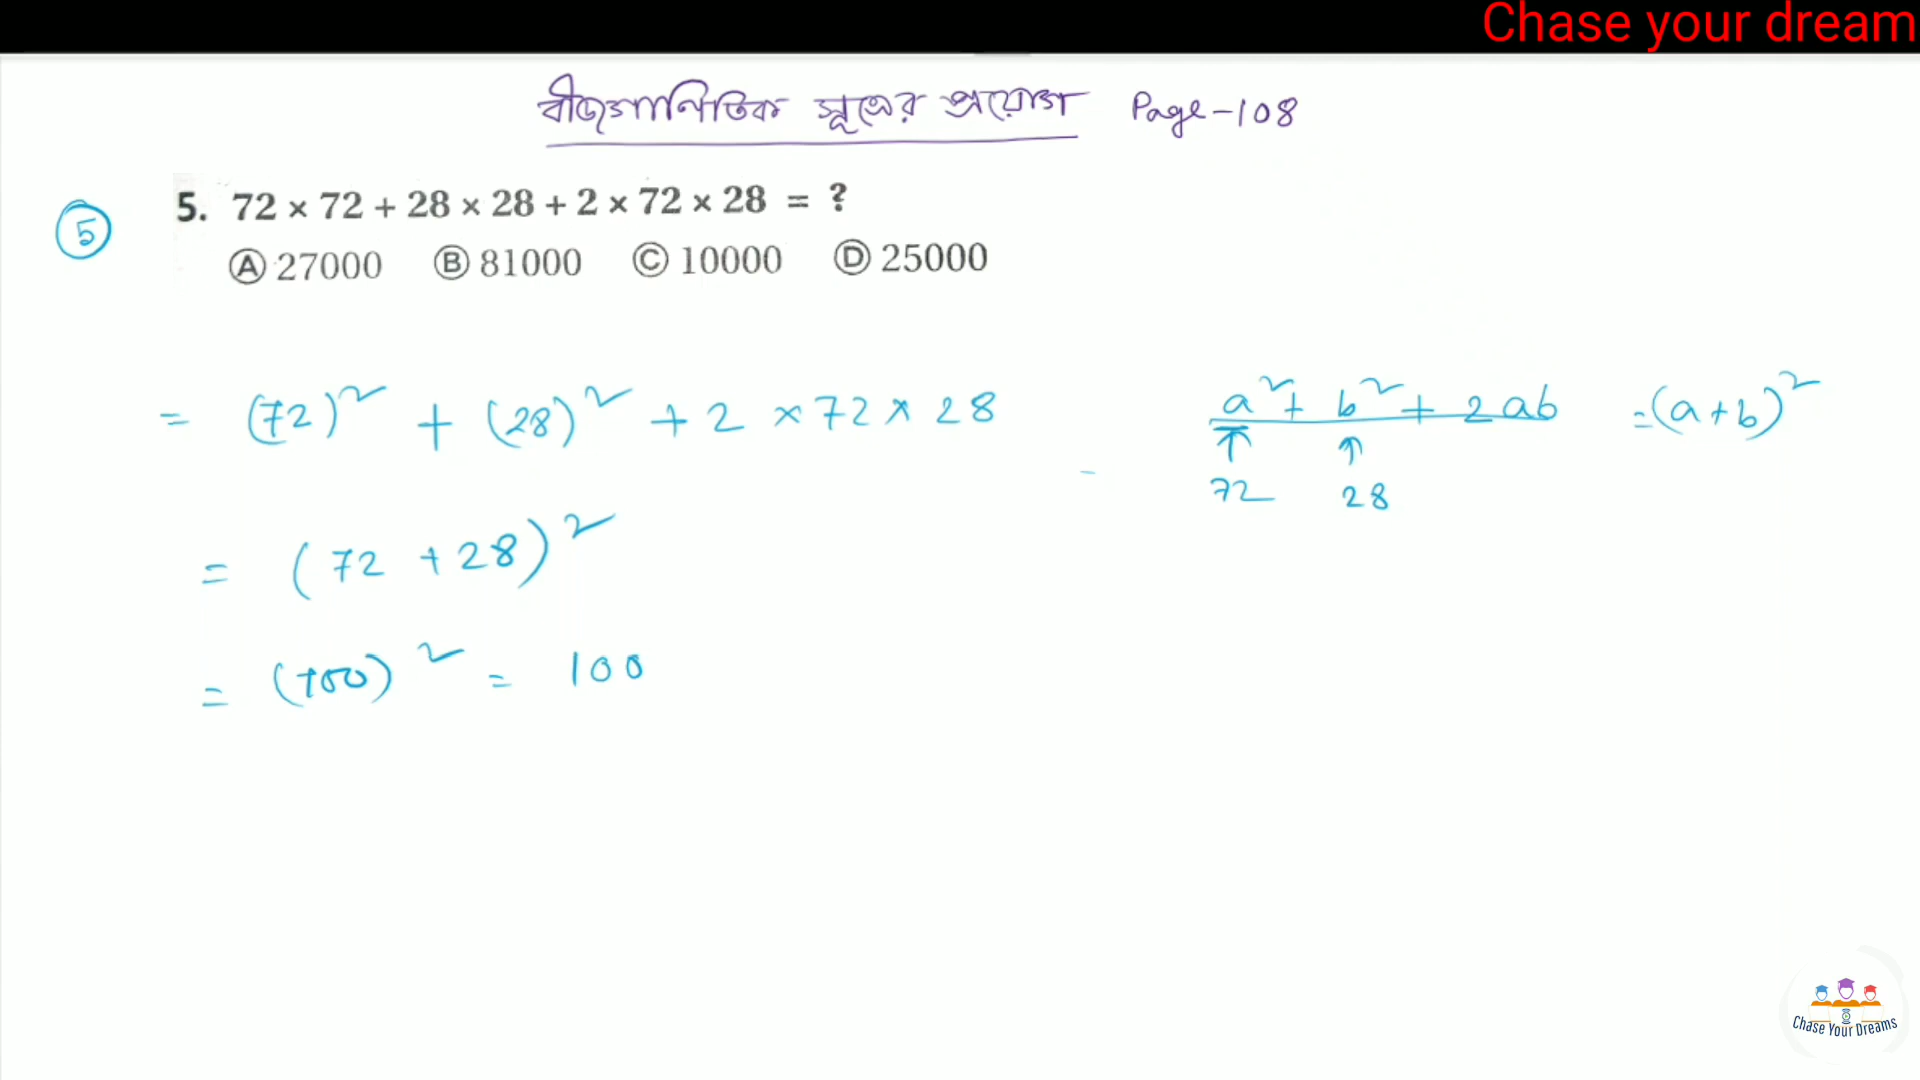 Chase your dream
বীজগাণিতিক সূত্রের প্রয়োগ Page-108
5
5. 72 × 72 + 28 × 28 + 2 × 72 × 28 = ?
Ⓐ 27000 Ⓑ 81000 Ⓒ 10000 Ⓓ 25000
= (72)² + (28)² + 2 × 72 × 28
a² + b² + 2ab = (a+b)²
↑ ↑
72 28
= (72 + 28)²
= (100)² = 100
Chase Your Dreams